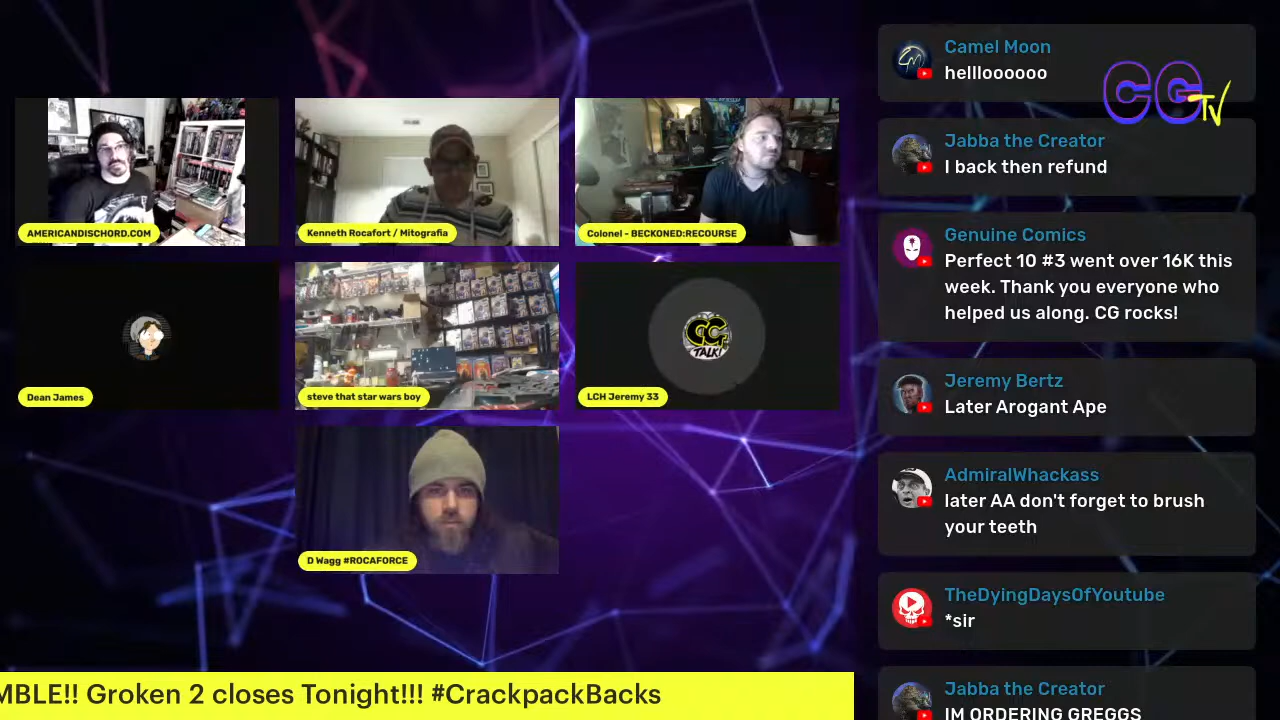 Camel Moon
hellloooooo
CG TV
Jabba the Creator
I back then refund
Genuine Comics
Perfect 10 #3 went over 16K this
week. Thank you everyone who
helped us along. CG rocks!
Jeremy Bertz
Later Arogant Ape
AdmiralWhackass
later AA don't forget to brush
your teeth
TheDyingDaysOfYoutube
*sir
Jabba the Creator
IM ORDERING GREGGS
AMERICANDISCHORD.COM
Kenneth Rocafort / Mitografia
Colonel - BECKONED:RECOURSE
Dean James
steve that star wars boy
CG
TALK!
LCH Jeremy 33
D Wagg #ROCAFORCE
MBLE!! Groken 2 closes Tonight!!! #CrackpackBacks